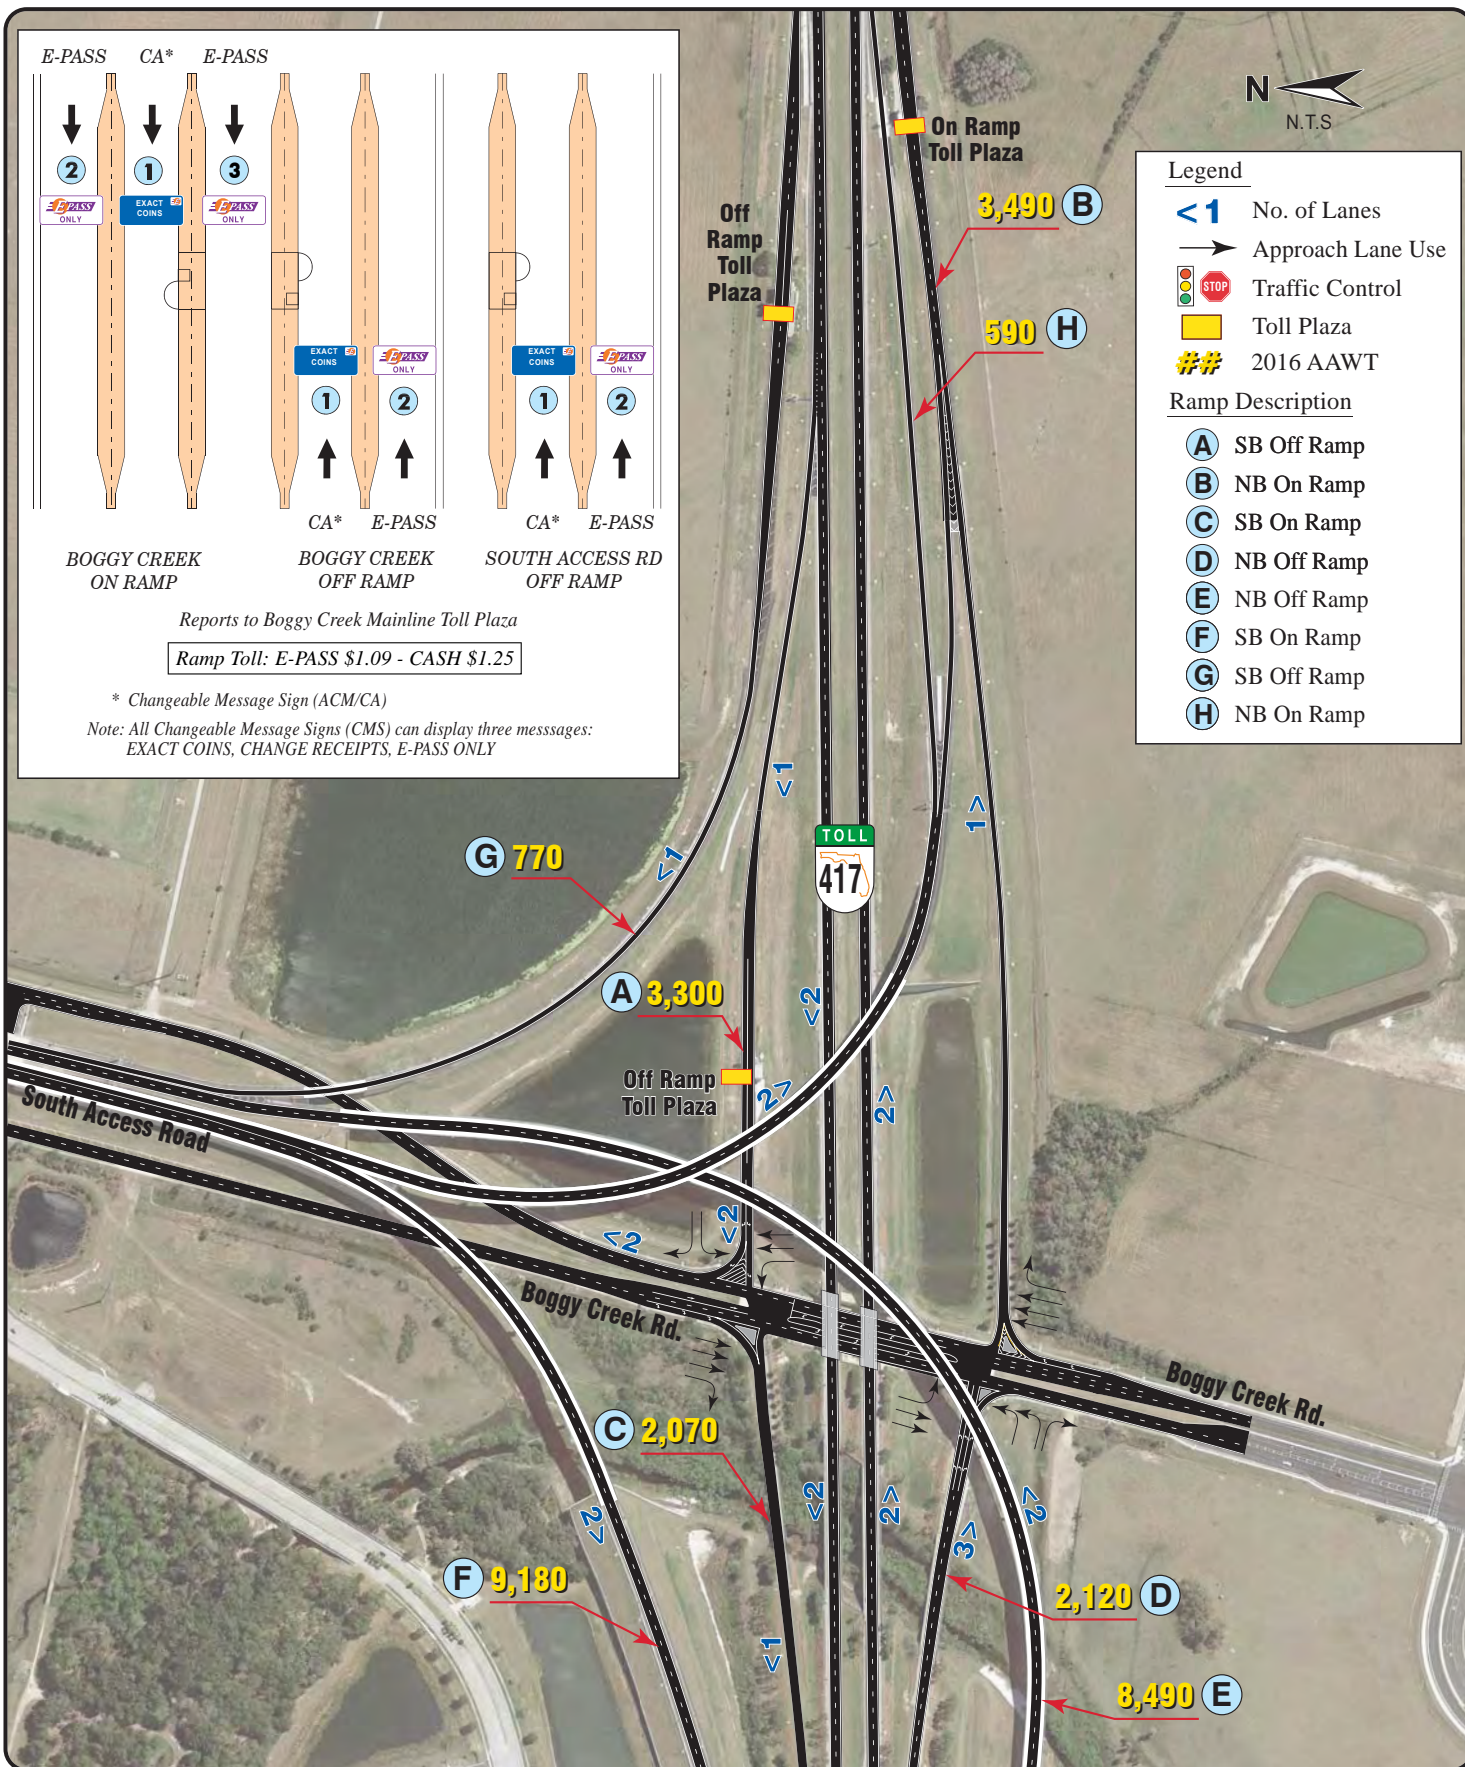 E-PASS CA* E-PASS
2 1 3
E-PASS ONLY
EXACT COINS
E-PASS ONLY
EXACT COINS
E-PASS ONLY
EXACT COINS
E-PASS ONLY
1 2 1 2
CA* E-PASS CA* E-PASS
BOGGY CREEK
ON RAMP
BOGGY CREEK
OFF RAMP
SOUTH ACCESS RD
OFF RAMP
Reports to Boggy Creek Mainline Toll Plaza
Ramp Toll: E-PASS $1.09 - CASH $1.25
* Changeable Message Sign (ACM/CA)
Note: All Changeable Message Signs (CMS) can display three messsages:
EXACT COINS, CHANGE RECEIPTS, E-PASS ONLY
N
N.T.S
On Ramp
Toll Plaza
Off
Ramp
Toll
Plaza
3,490 B
590 H
Legend
<1 No. of Lanes
Approach Lane Use
STOP Traffic Control
Toll Plaza
## 2016 AAWT
Ramp Description
A SB Off Ramp
B NB On Ramp
C SB On Ramp
D NB Off Ramp
E NB Off Ramp
F SB On Ramp
G SB Off Ramp
H NB On Ramp
<1
1>
TOLL
417
G 770
<1
A 3,300
<2
Off Ramp
Toll Plaza
2>
2>
South Access Road
<2
<2
Boggy Creek Rd.
Boggy Creek Rd.
C 2,070
<2
2>
<2
3>
2>
F 9,180
2,120 D
<1
8,490 E